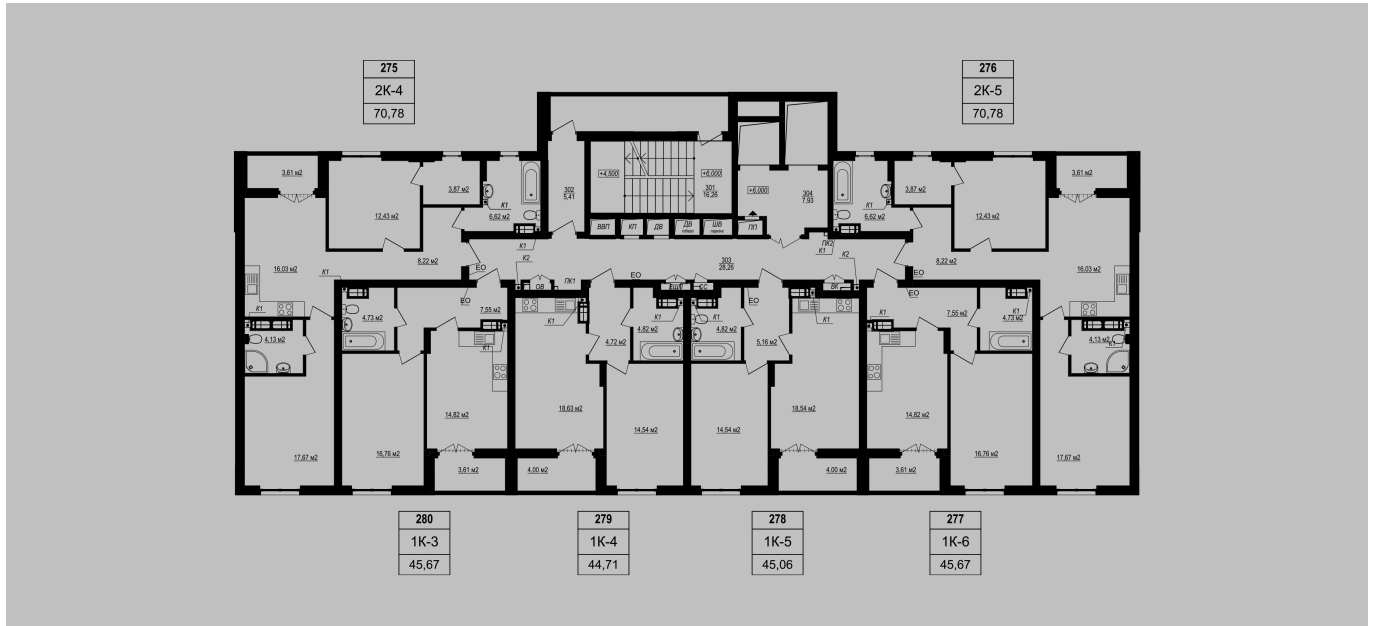 275
2К-4
70,78
276
2К-5
70,78
3,61 м2
12,43 м2
3,87 м2
К1
6,62 м2
302
5,41
+4,500
+6,000
301
16,26
+6,000
304
7,93
К1
6,62 м2
3,87 м2
12,43 м2
3,61 м2
ВВП
КП
ДВ
ДВ
ШВ
ПП
16,03 м2
8,22 м2
К1
К2
ЕО
К1
ОВ
ПК1
ЕО
303
28,26
СС
ЕО
ПК2
К1
К2
ВК
ЕО
8,22 м2
16,03 м2
К1
4,13 м2
К1
4,73 м2
ЕО
7,55 м2
К1
14,82 м2
К1
18,63 м2
4,72 м2
К1
4,82 м2
К1
4,82 м2
5,16 м2
К1
18,54 м2
К1
ЕО
7,55 м2
К1
4,73 м2
К1
4,13 м2
К1
14,82 м2
17,67 м2
16,76 м2
3,61 м2
4,00 м2
14,54 м2
14,54 м2
4,00 м2
3,61 м2
16,76 м2
17,67 м2
280
1К-3
45,67
279
1К-4
44,71
278
1К-5
45,06
277
1К-6
45,67